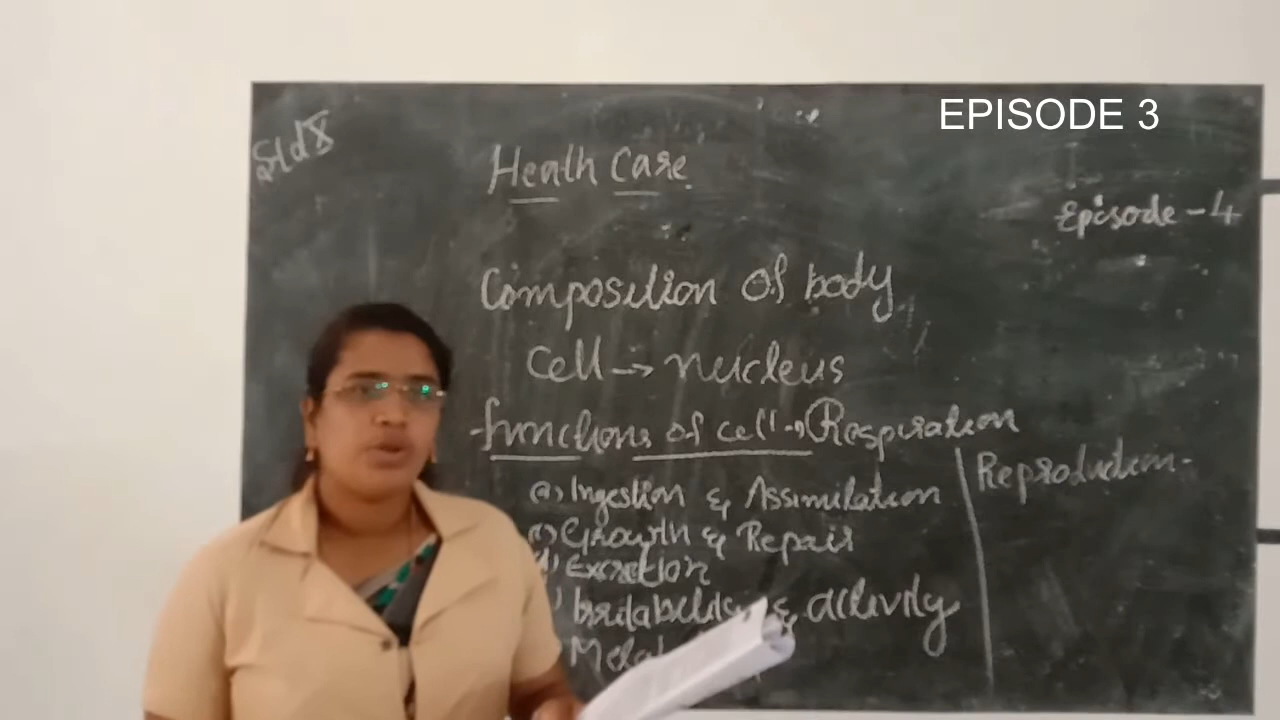 EPISODE 3
Std X
Health Care
Episode - 4
Composition Of body
Cell → nucleus
functions of cell → Respiration
Reproduction.
(a) Ingestion & Assimilation
Growth & Repair
Excretion
Irritability & activity